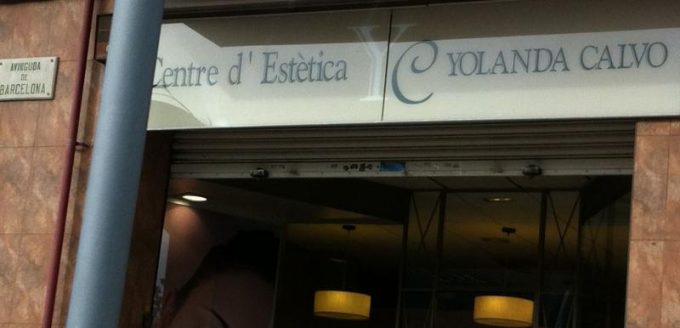 AVINGUDA
DE
BARCELONA
Centre d'Estètica
YC YOLANDA CALVO